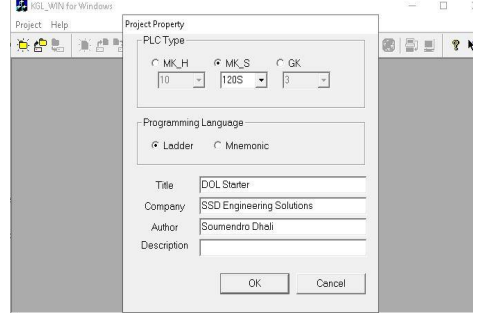 KGL_WIN for Windows
Project Help
Project Property
PLC Type
MK_H MK_S GK
10 120S 3
Programming Language
Ladder Mnemonic
Title DOL Starter
Company SSD Engineering Solutions
Author Soumendro Dhali
Description
OK Cancel